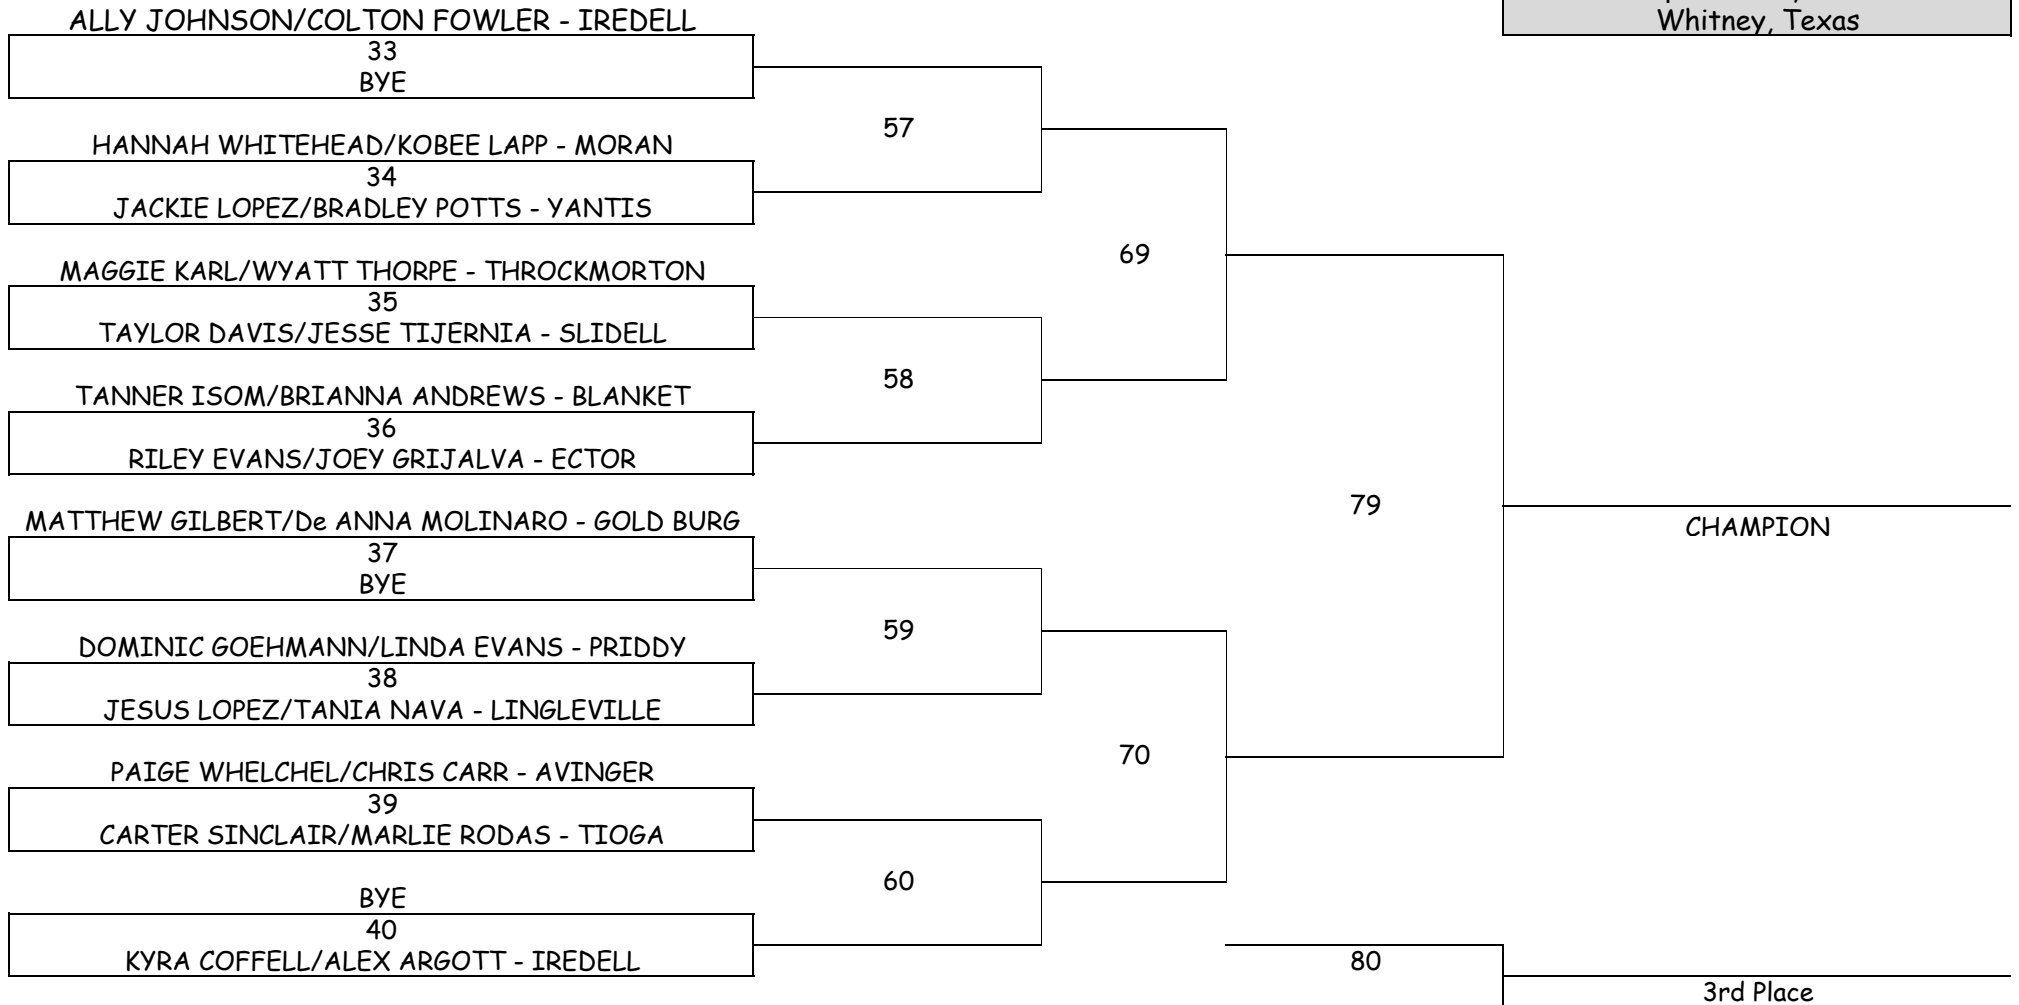 ALLY JOHNSON/COLTON FOWLER - IREDELL
Whitney, Texas
33
BYE
57
HANNAH WHITEHEAD/KOBEE LAPP - MORAN
34
JACKIE LOPEZ/BRADLEY POTTS - YANTIS
69
MAGGIE KARL/WYATT THORPE - THROCKMORTON
35
TAYLOR DAVIS/JESSE TIJERNIA - SLIDELL
58
TANNER ISOM/BRIANNA ANDREWS - BLANKET
36
RILEY EVANS/JOEY GRIJALVA - ECTOR
79
CHAMPION
MATTHEW GILBERT/De ANNA MOLINARO - GOLD BURG
37
BYE
59
DOMINIC GOEHMANN/LINDA EVANS - PRIDDY
38
JESUS LOPEZ/TANIA NAVA - LINGLEVILLE
70
PAIGE WHELCHEL/CHRIS CARR - AVINGER
39
CARTER SINCLAIR/MARLIE RODAS - TIOGA
60
BYE
40
KYRA COFFELL/ALEX ARGOTT - IREDELL
80
3rd Place